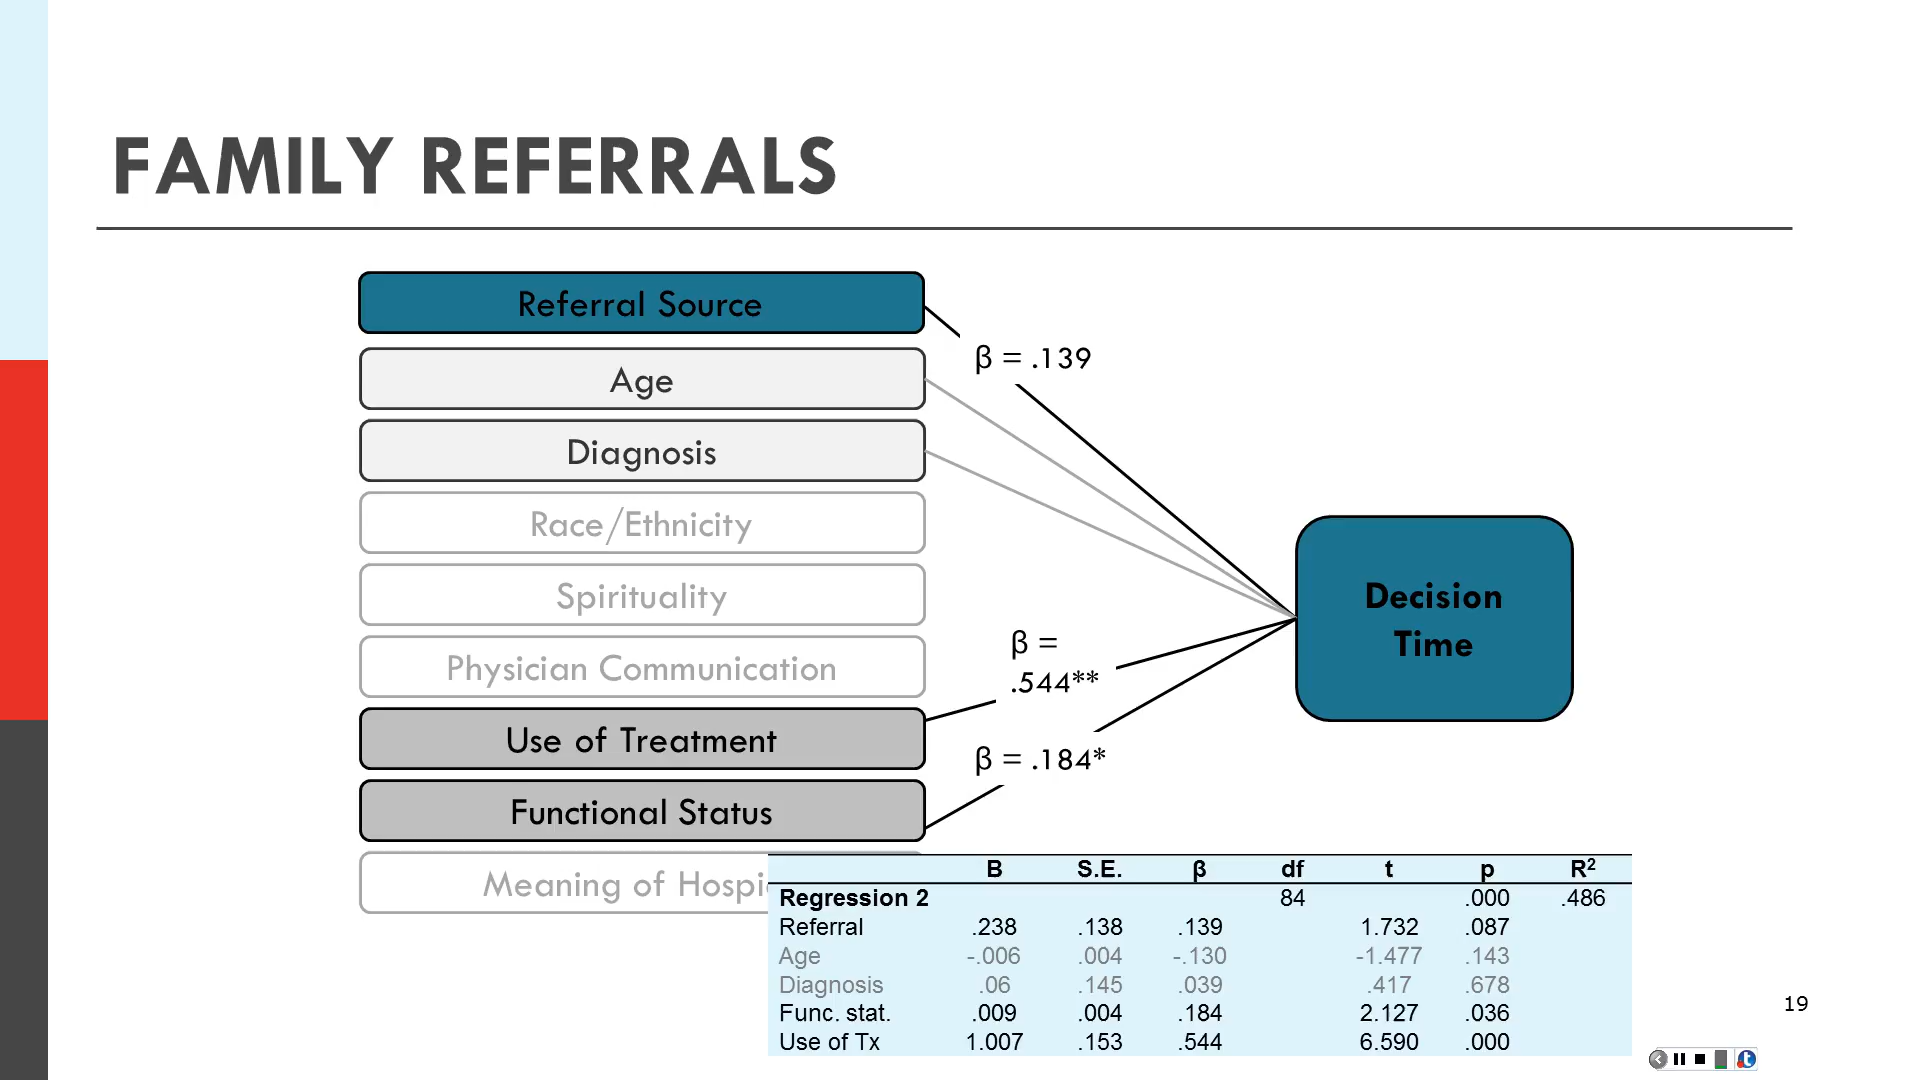 FAMILY REFERRALS
Referral Source
β = .139
Age
Diagnosis
Race/Ethnicity
Spirituality
Physician Communication
β =
.544**
Use of Treatment
β = .184*
Functional Status
Decision
Time
Meaning of Hospi
B S.E. β df t p R²
Regression 2 84 .000 .486
Referral .238 .138 .139 1.732 .087
Age -.006 .004 -.130 -1.477 .143
Diagnosis .06 .145 .039 .417 .678
Func. stat. .009 .004 .184 2.127 .036
Use of Tx 1.007 .153 .544 6.590 .000
19